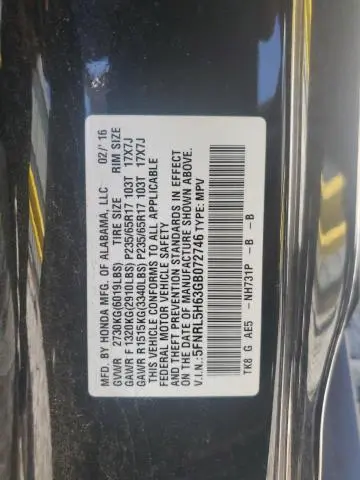 MFD. BY HONDA MFG. OF ALABAMA, LLC 02/'16
GVWR 2730KG(6019LBS) TIRE SIZE RIM SIZE
GAWR F 1320KG(2910LBS) P235/65R17 103T 17X7J
GAWR R1515KG(3340LBS) P235/65R17 103T 17X7J
THIS VEHICLE CONFORMS TO ALL APPLICABLE
FEDERAL MOTOR VEHICLE SAFETY
AND THEFT PREVENTION STANDARDS IN EFFECT
ON THE DATE OF MANUFACTURE SHOWN ABOVE.
V.I.N.:5FNRL5H63GB072746 TYPE: MPV
TK8 G AE5 -NH731P -B -B